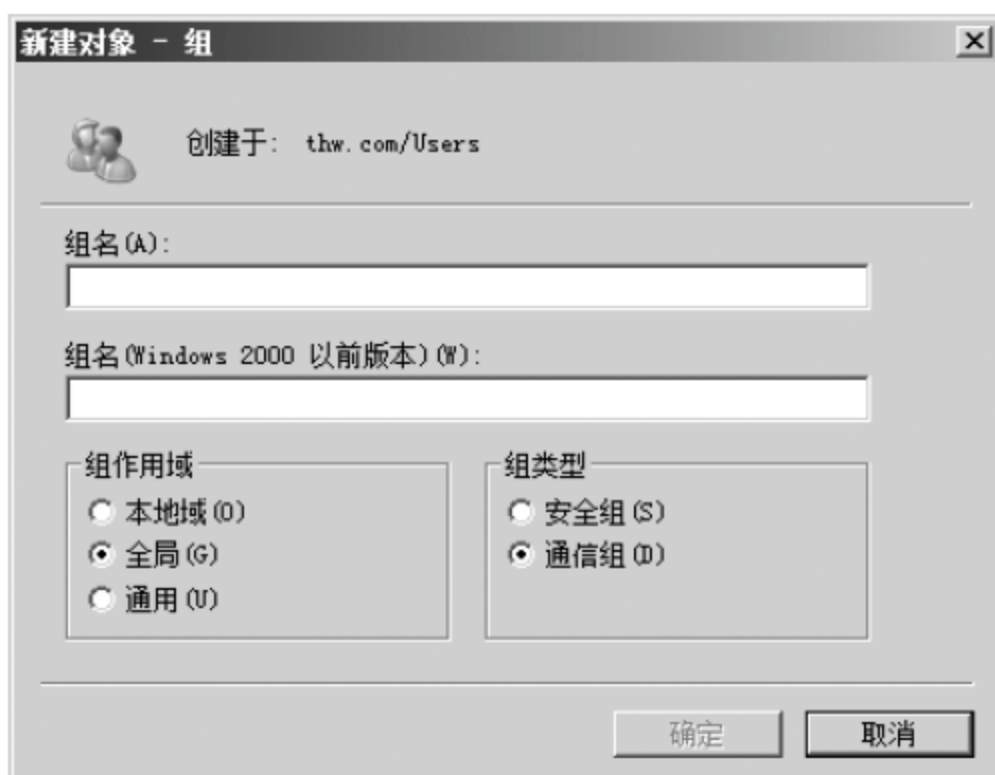 新建对象 - 组
创建于: thw.com/Users
组名(A):
组名(Windows 2000 以前版本)(W):
组作用域
本地域(O)
全局(G)
通用(U)
组类型
安全组(S)
通信组(D)
确定
取消